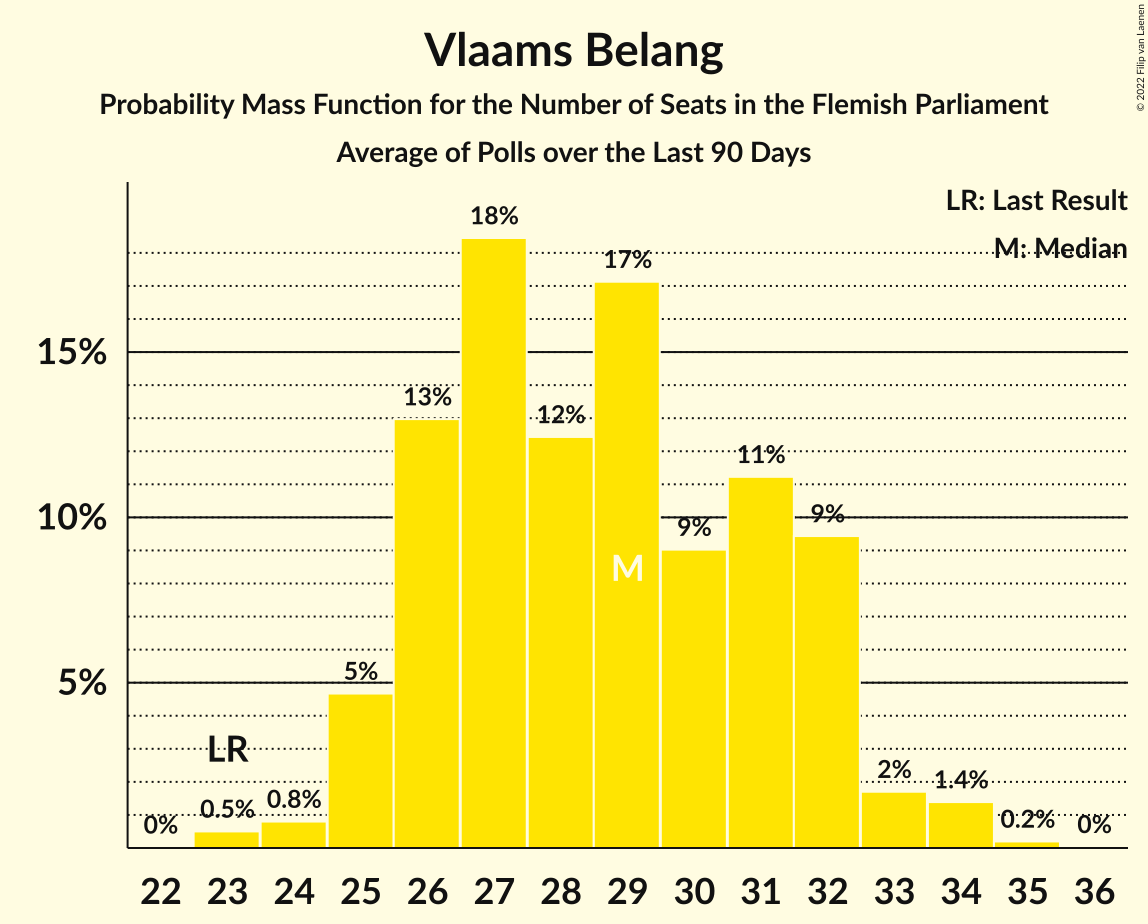 Vlaams Belang
Probability Mass Function for the Number of Seats in the Flemish Parliament
Average of Polls over the Last 90 Days
© 2022 Filip van Laenen
LR: Last Result
M: Median
15%
10%
5%
0%
0.5%
0.8%
5%
13%
18%
12%
17%
9%
11%
9%
2%
1.4%
0.2%
0%
LR
M
22 23 24 25 26 27 28 29 30 31 32 33 34 35 36